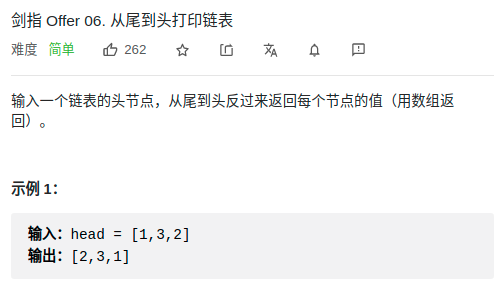 剑指 Offer 06. 从尾到头打印链表
难度 简单 262
输入一个链表的头节点，从尾到头反过来返回每个节点的值（用数组返
回）。
示例 1：
输入：head = [1,3,2]
输出：[2,3,1]